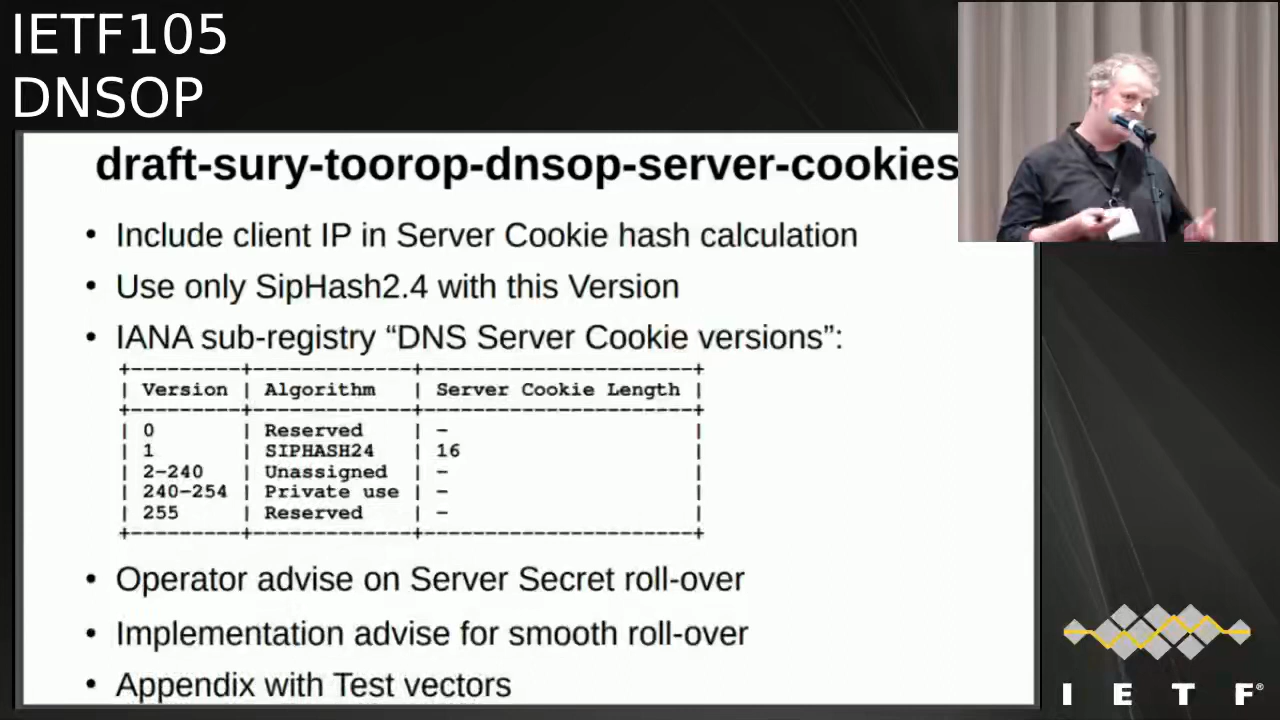 IETF105
DNSOP
draft-sury-toorop-dnsop-server-cookies
• Include client IP in Server Cookie hash calculation
• Use only SipHash2.4 with this Version
• IANA sub-registry “DNS Server Cookie versions”:
+---------+-----------+----------------------+
| Version | Algorithm | Server Cookie Length |
+---------+-----------+----------------------+
| 0 | Reserved | - |
| 1 | SIPHASH24 | 16 |
| 2-240 | Unassigned | - |
| 240-254 | Private use | - |
| 255 | Reserved | - |
+---------+-----------+----------------------+
• Operator advise on Server Secret roll-over
• Implementation advise for smooth roll-over
• Appendix with Test vectors
I E T F®